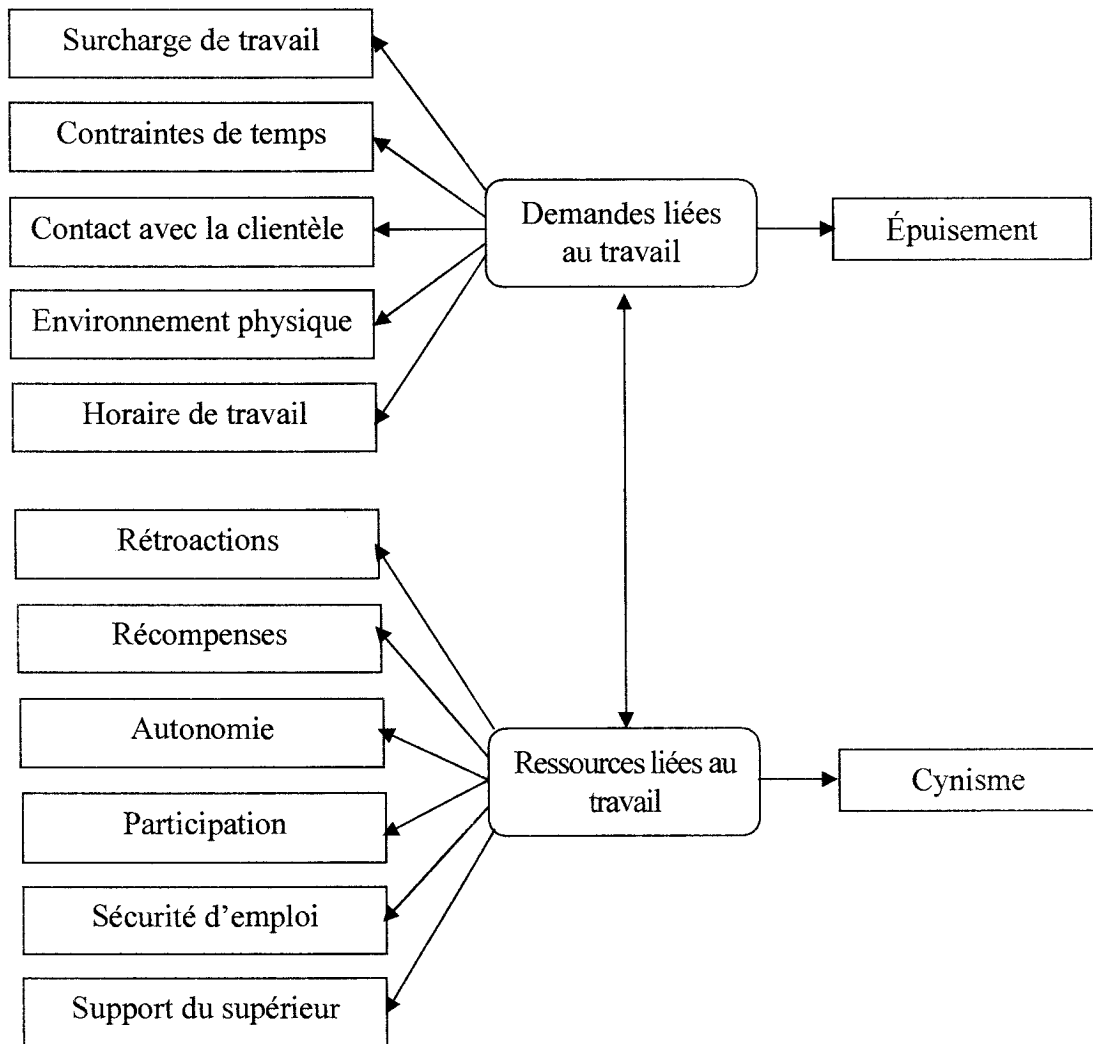 Surcharge de travail
Contraintes de temps
Contact avec la clientèle
Environnement physique
Horaire de travail
Demandes liées
au travail
Épuisement
Rétroactions
Récompenses
Autonomie
Participation
Sécurité d'emploi
Support du supérieur
Ressources liées au
travail
Cynisme